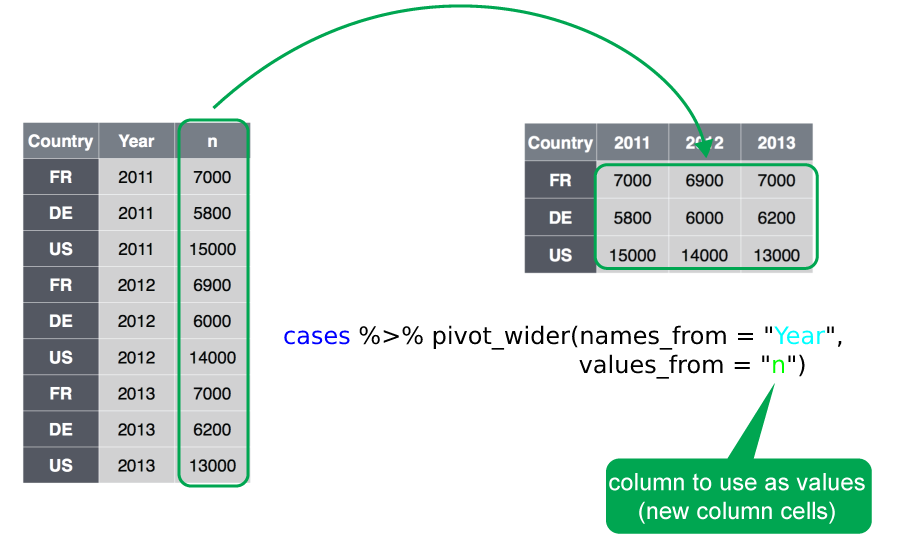 Country Year n
FR 2011 7000
DE 2011 5800
US 2011 15000
FR 2012 6900
DE 2012 6000
US 2012 14000
FR 2013 7000
DE 2013 6200
US 2013 13000
Country 2011 2012 2013
FR 7000 6900 7000
DE 5800 6000 6200
US 15000 14000 13000
cases %>% pivot_wider(names_from = "Year",
values_from = "n")
column to use as values
(new column cells)